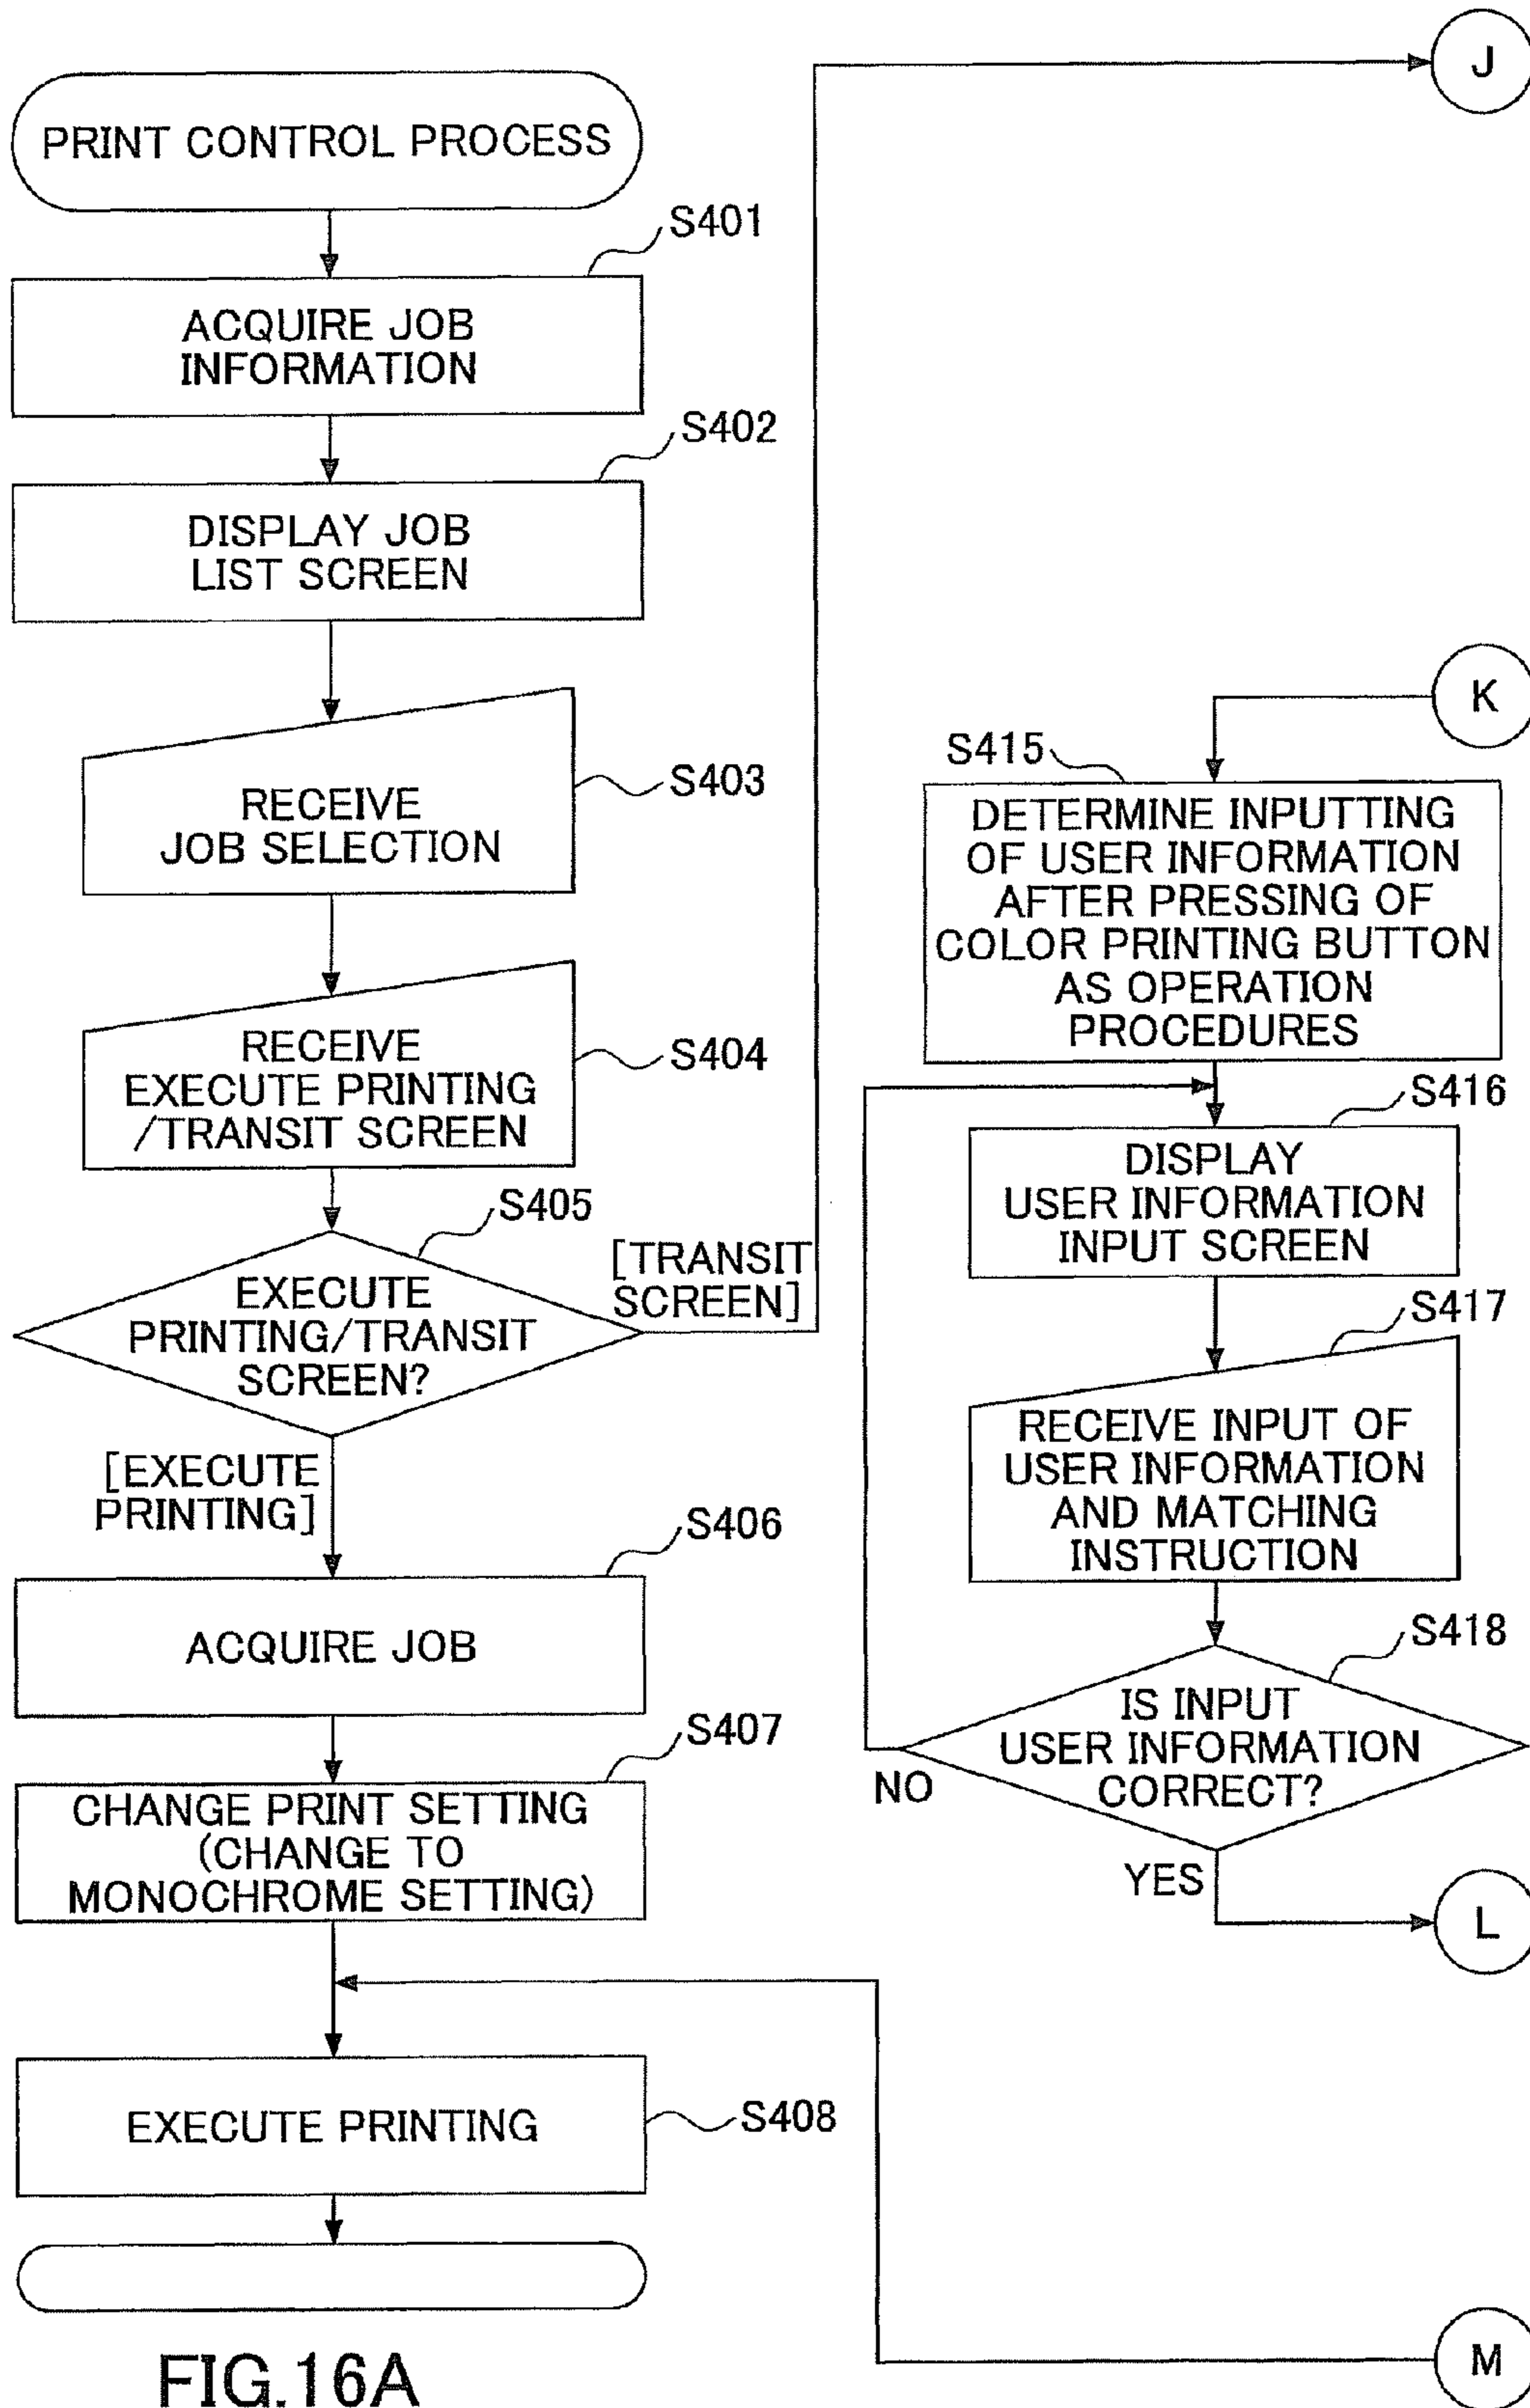 J
PRINT CONTROL PROCESS
S401
ACQUIRE JOB
INFORMATION
S402
DISPLAY JOB
LIST SCREEN
S403
RECEIVE
JOB SELECTION
S404
RECEIVE
EXECUTE PRINTING
/TRANSIT SCREEN
S405
EXECUTE
PRINTING/TRANSIT
SCREEN?
[TRANSIT
SCREEN]
[EXECUTE
PRINTING]
S406
ACQUIRE JOB
S407
CHANGE PRINT SETTING
(CHANGE TO
MONOCHROME SETTING)
EXECUTE PRINTING
S408
K
S415
DETERMINE INPUTTING
OF USER INFORMATION
AFTER PRESSING OF
COLOR PRINTING BUTTON
AS OPERATION
PROCEDURES
S416
DISPLAY
USER INFORMATION
INPUT SCREEN
S417
RECEIVE INPUT OF
USER INFORMATION
AND MATCHING
INSTRUCTION
S418
IS INPUT
USER INFORMATION
CORRECT?
NO
YES
L
M
FIG.16A